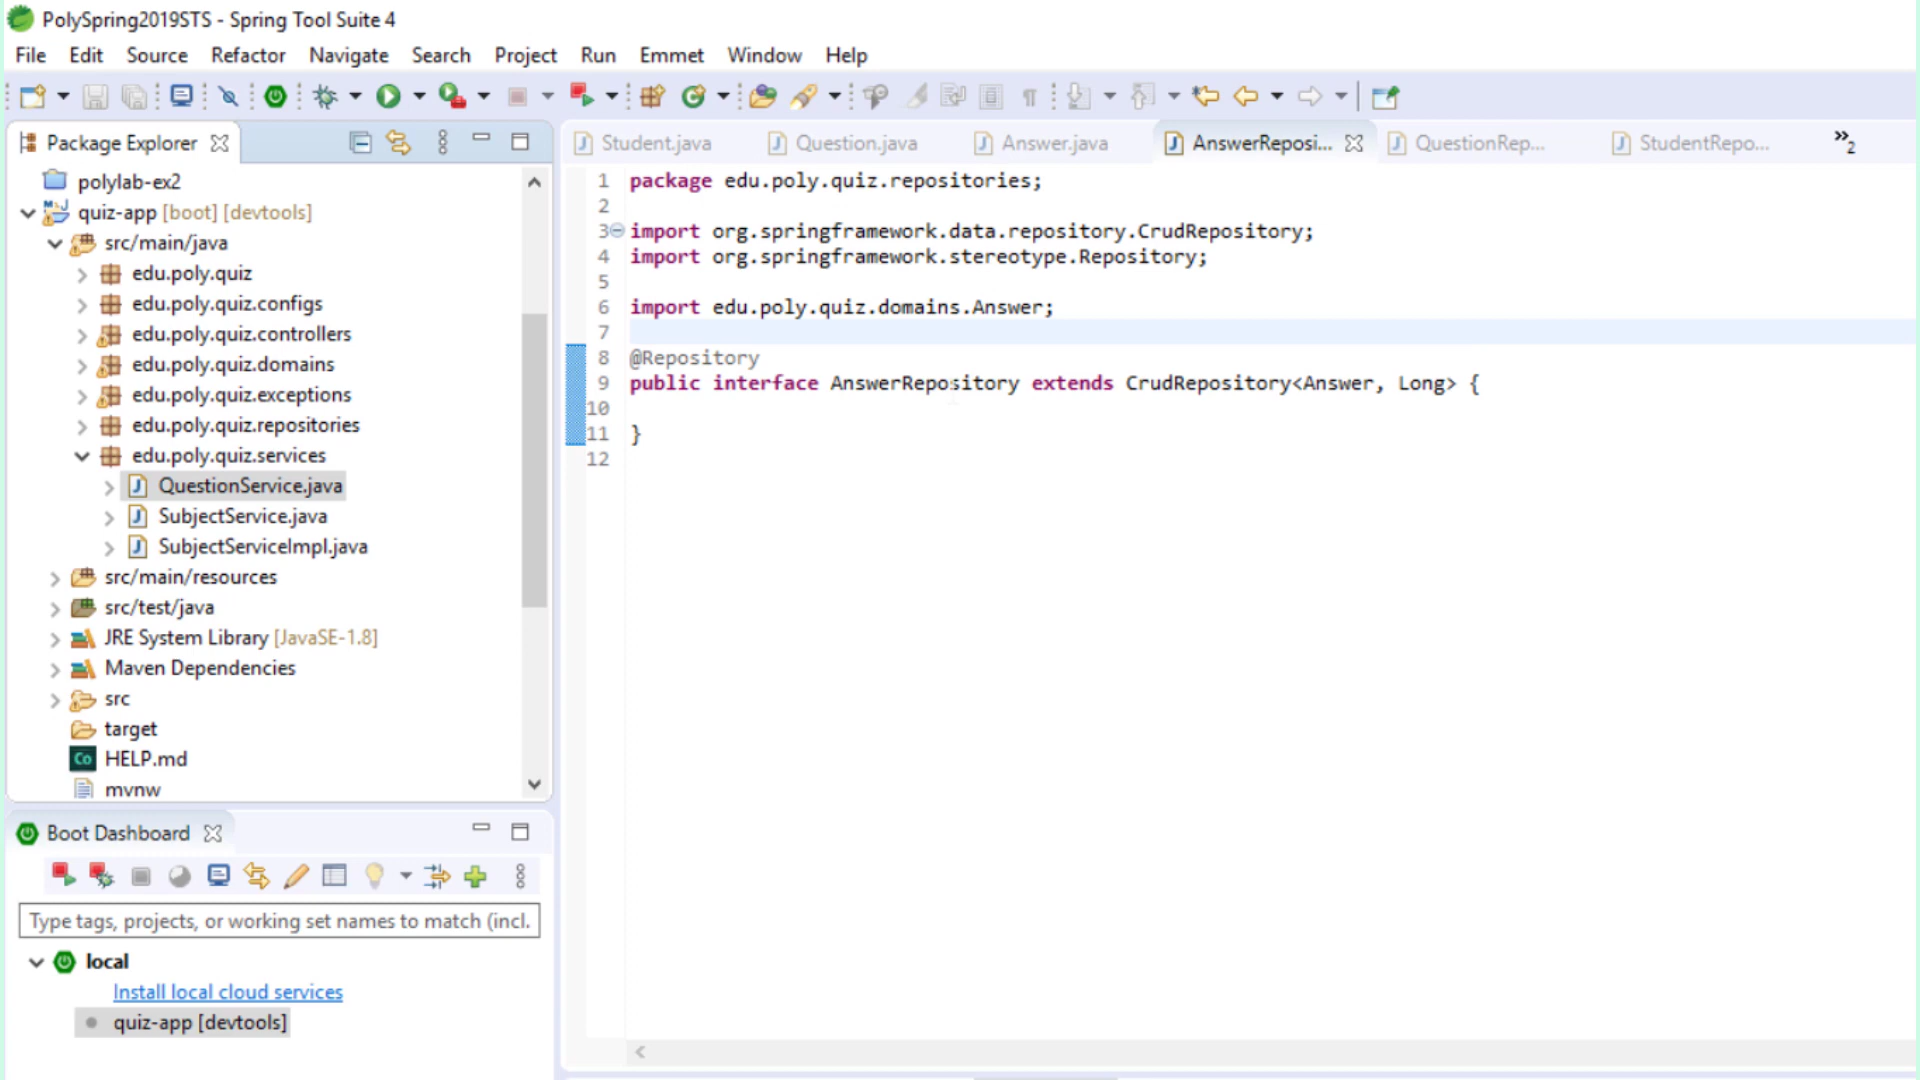 PolySpring2019STS - Spring Tool Suite 4
File Edit Source Refactor Navigate Search Project Run Emmet Window Help
Package Explorer
polylab-ex2
quiz-app [boot] [devtools]
src/main/java
edu.poly.quiz
edu.poly.quiz.configs
edu.poly.quiz.controllers
edu.poly.quiz.domains
edu.poly.quiz.exceptions
edu.poly.quiz.repositories
edu.poly.quiz.services
QuestionService.java
SubjectService.java
SubjectServiceImpl.java
src/main/resources
src/test/java
JRE System Library [JavaSE-1.8]
Maven Dependencies
src
target
HELP.md
mvnw
Boot Dashboard
Type tags, projects, or working set names to match (incl.
local
Install local cloud services
quiz-app [devtools]
Student.java Question.java Answer.java AnswerReposi... QuestionRep... StudentRepo... »2
1 package edu.poly.quiz.repositories;
2
3 import org.springframework.data.repository.CrudRepository;
4 import org.springframework.stereotype.Repository;
5
6 import edu.poly.quiz.domains.Answer;
7
8 @Repository
9 public interface AnswerRepository extends CrudRepository<Answer, Long> {
10
11 }
12